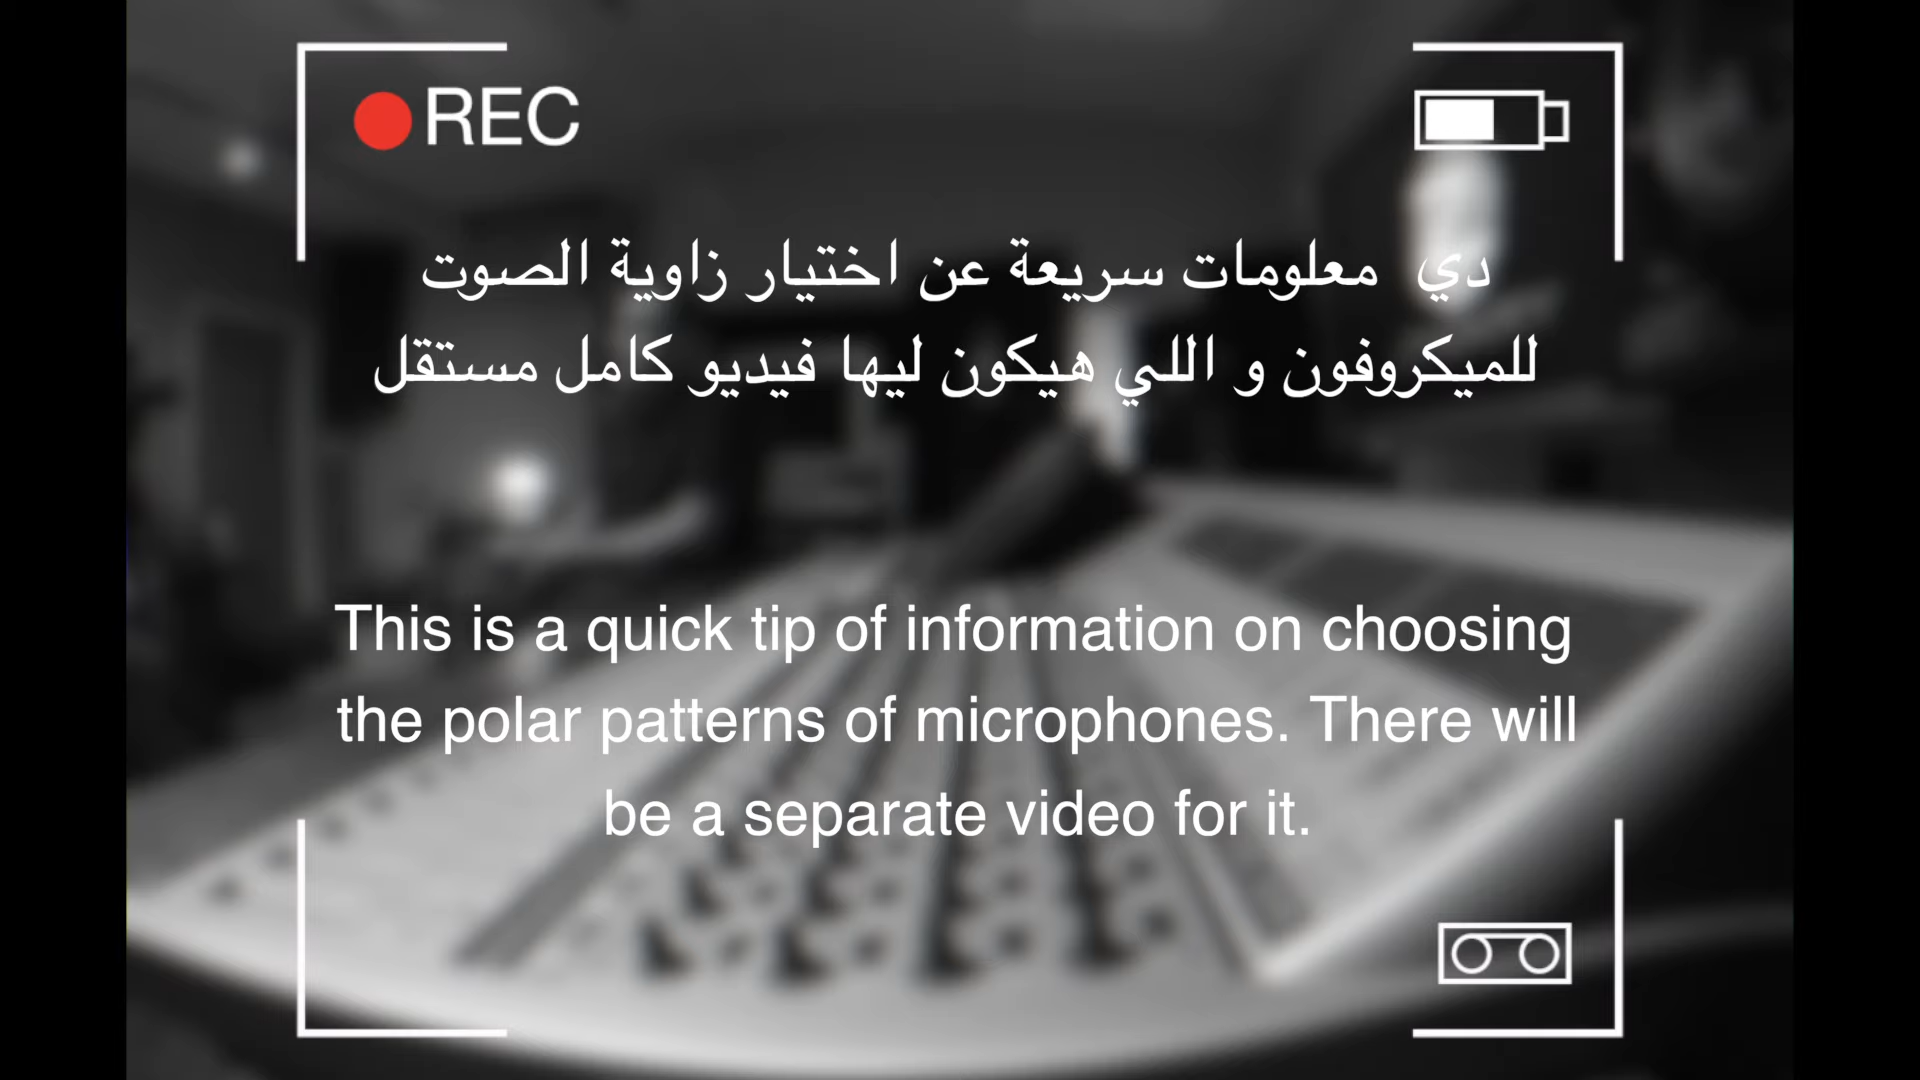 REC
دي معلومات سريعة عن اختيار زاوية الصوت
للميكروفون و اللي هيكون ليها فيديو كامل مستقل
This is a quick tip of information on choosing
the polar patterns of microphones. There will
be a separate video for it.